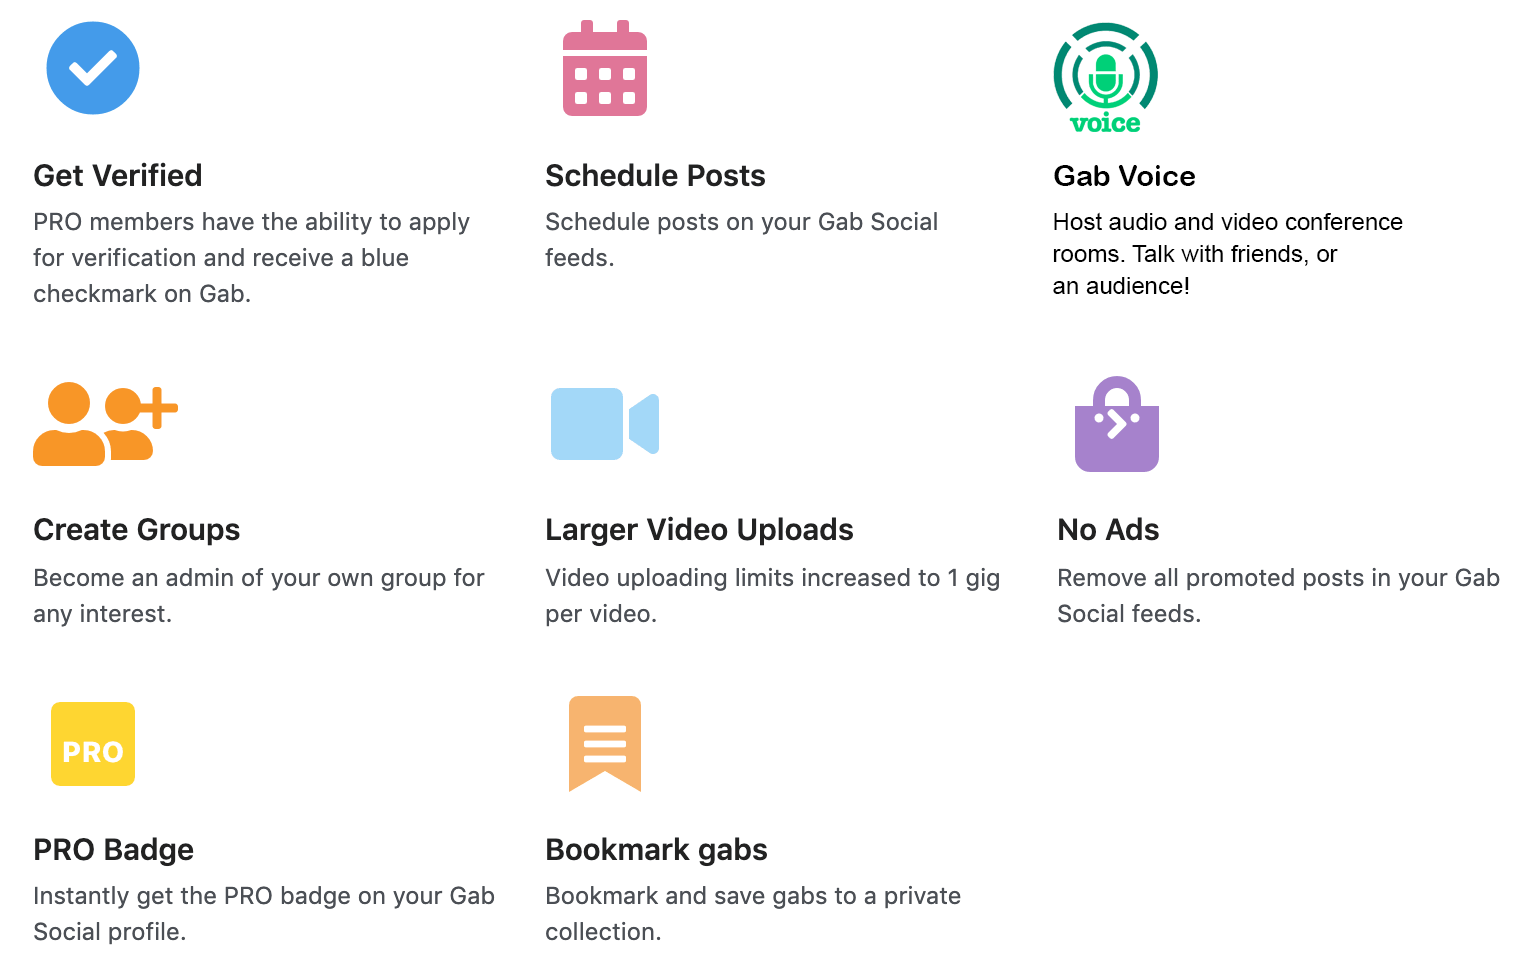 voice
Get Verified
PRO members have the ability to apply
for verification and receive a blue
checkmark on Gab.
Schedule Posts
Schedule posts on your Gab Social
feeds.
Gab Voice
Host audio and video conference
rooms. Talk with friends, or
an audience!
Create Groups
Become an admin of your own group for
any interest.
Larger Video Uploads
Video uploading limits increased to 1 gig
per video.
No Ads
Remove all promoted posts in your Gab
Social feeds.
PRO
PRO Badge
Instantly get the PRO badge on your Gab
Social profile.
Bookmark gabs
Bookmark and save gabs to a private
collection.